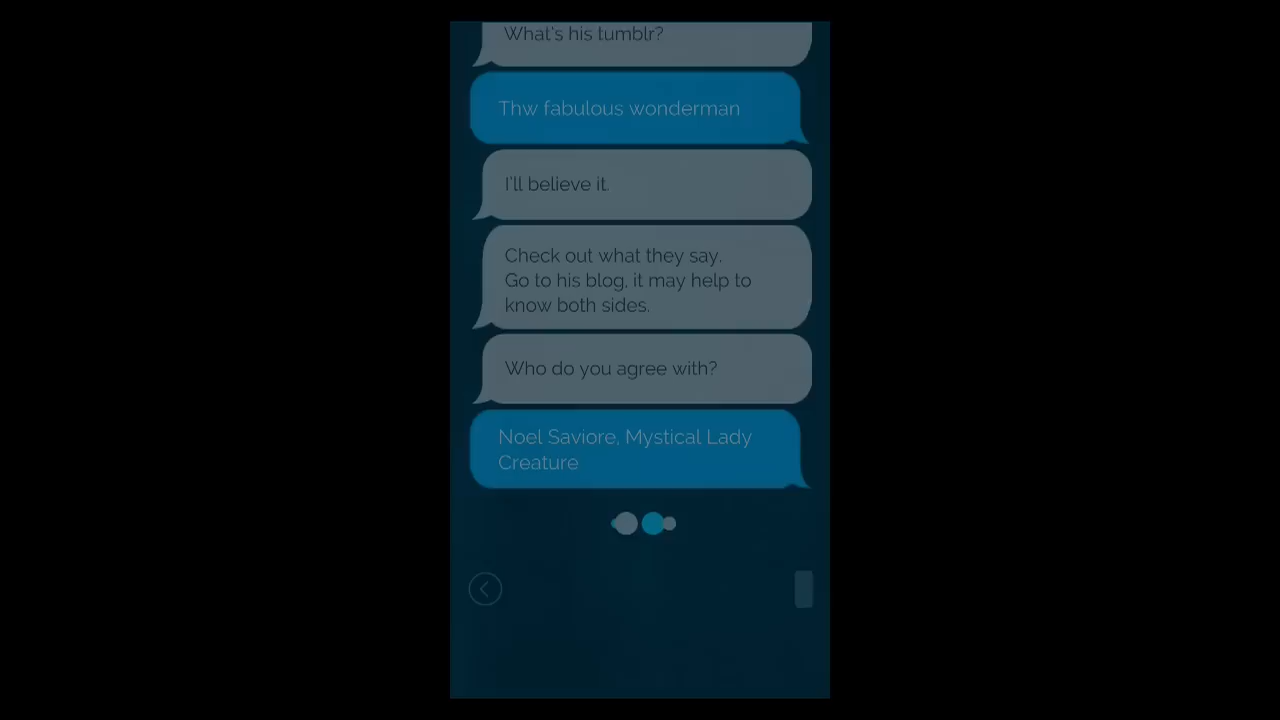 What's his tumblr?
Thw fabulous wonderman
I'll believe it.
Check out what they say.
Go to his blog, it may help to
know both sides.
Who do you agree with?
Noel Saviore, Mystical Lady
Creature